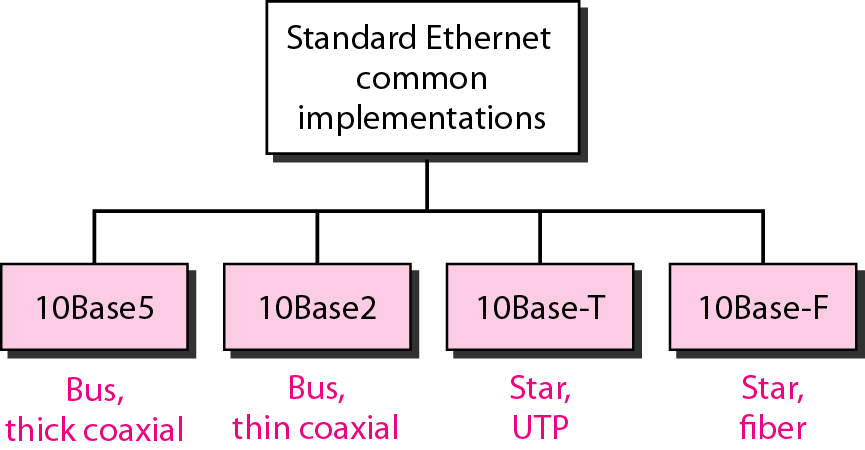 Standard Ethernet
common
implementations
10Base5
10Base2
10Base-T
10Base-F
Bus,
thick coaxial
Bus,
thin coaxial
Star,
UTP
Star,
fiber